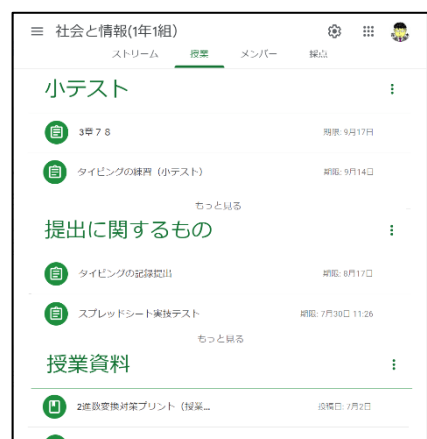 社会と情報(1年1組)
ストリーム 授業 メンバー 採点
小テスト
3章７８ 期限: 9月17日
タイピングの練習（小テスト） 期限: 9月14日
もっと見る
提出に関するもの
タイピングの記録提出 期限: 8月17日
スプレッドシート実技テスト 期限: 7月30日 11:26
もっと見る
授業資料
2進数変換対策プリント（授業... 投稿日: 7月2日